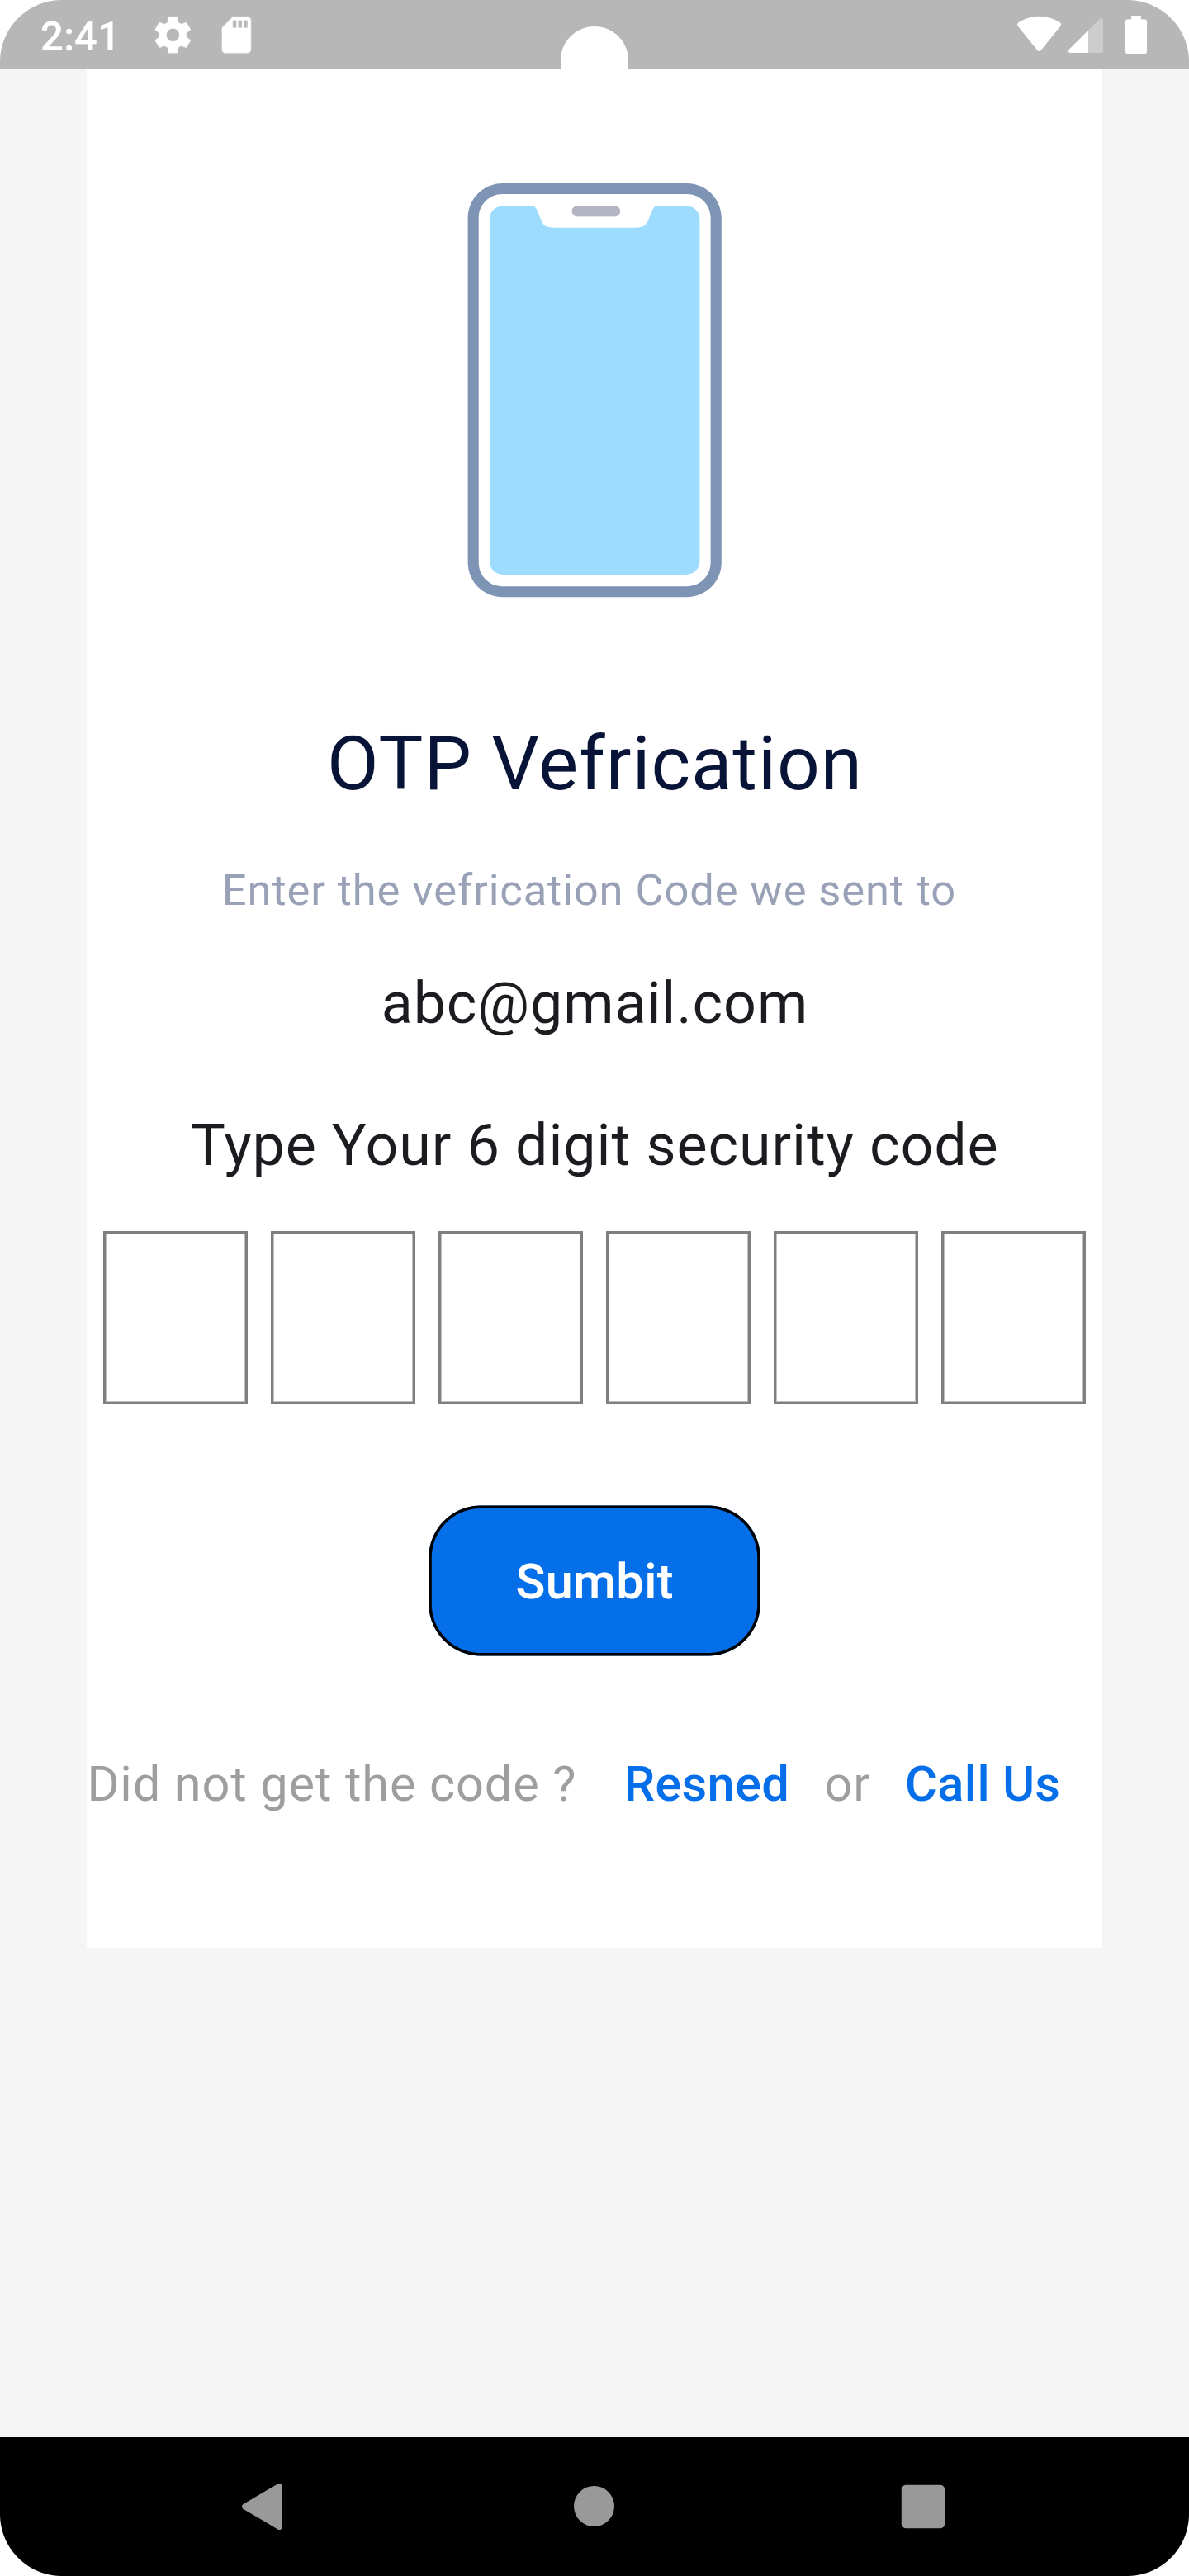 2:41
OTP Vefrication
Enter the vefrication Code we sent to
abc@gmail.com
Type Your 6 digit security code
Sumbit
Did not get the code ? Resned or Call Us